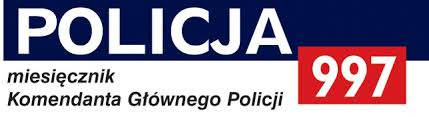 POLICJA
997
miesięcznik
Komendanta Głównego Policji